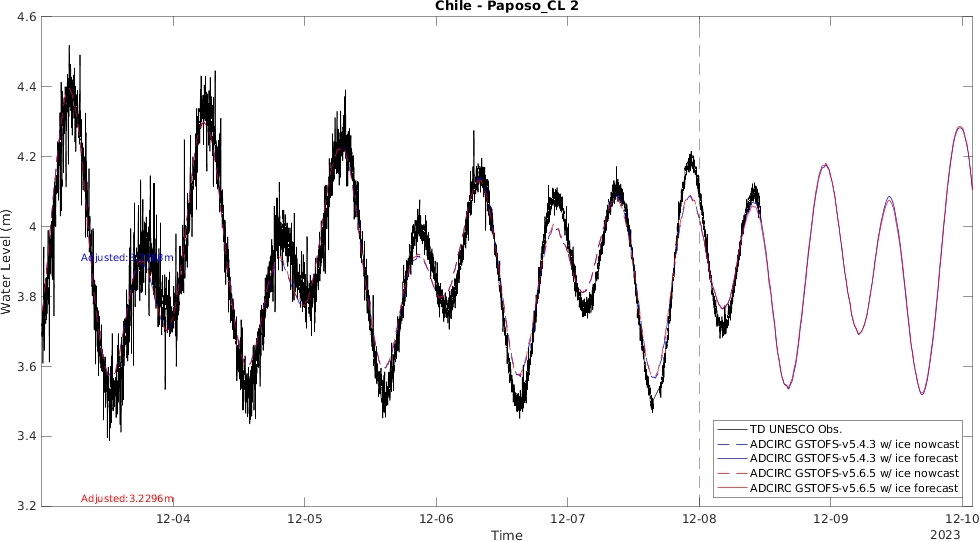 Chile - Paposo_CL 2
4.6
4.4
4.2
4
3.8
3.6
3.4
3.2
Water Level (m)
Adjusted:
Adjusted:3.2296m
TD UNESCO Obs.
ADCIRC GSTOFS-v5.4.3 w/ ice nowcast
ADCIRC GSTOFS-v5.4.3 w/ ice forecast
ADCIRC GSTOFS-v5.6.5 w/ ice nowcast
ADCIRC GSTOFS-v5.6.5 w/ ice forecast
12-04
12-05
12-06
12-07
12-08
12-09
12-10
Time
2023